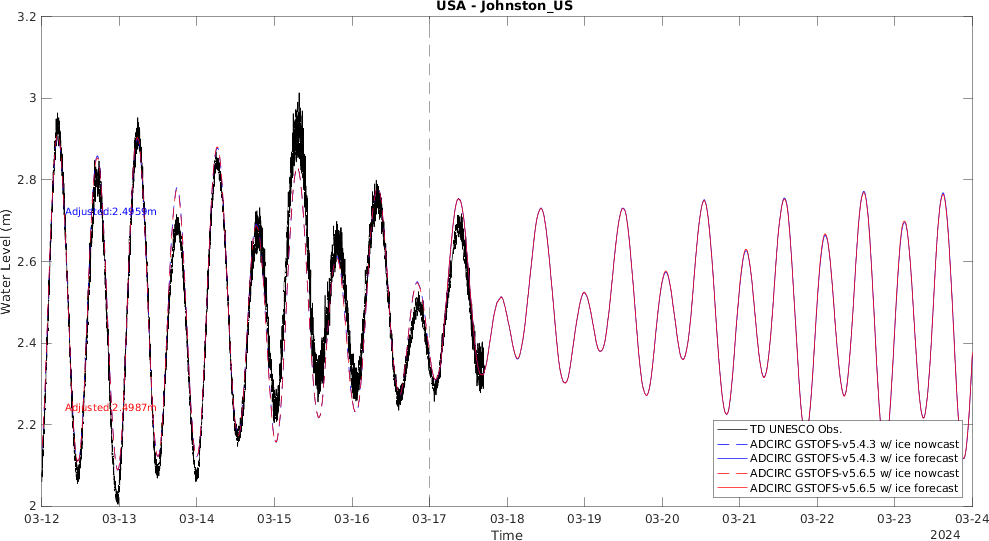 USA - Johnston_US
3.2
3
2.8
2.6
2.4
2.2
2
Water Level (m)
Adjusted:2.4959m
Adjusted:2.4987m
TD UNESCO Obs.
ADCIRC GSTOFS-v5.4.3 w/ ice nowcast
ADCIRC GSTOFS-v5.4.3 w/ ice forecast
ADCIRC GSTOFS-v5.6.5 w/ ice nowcast
ADCIRC GSTOFS-v5.6.5 w/ ice forecast
03-12 03-13 03-14 03-15 03-16 03-17 03-18 03-19 03-20 03-21 03-22 03-23 03-24
Time
2024